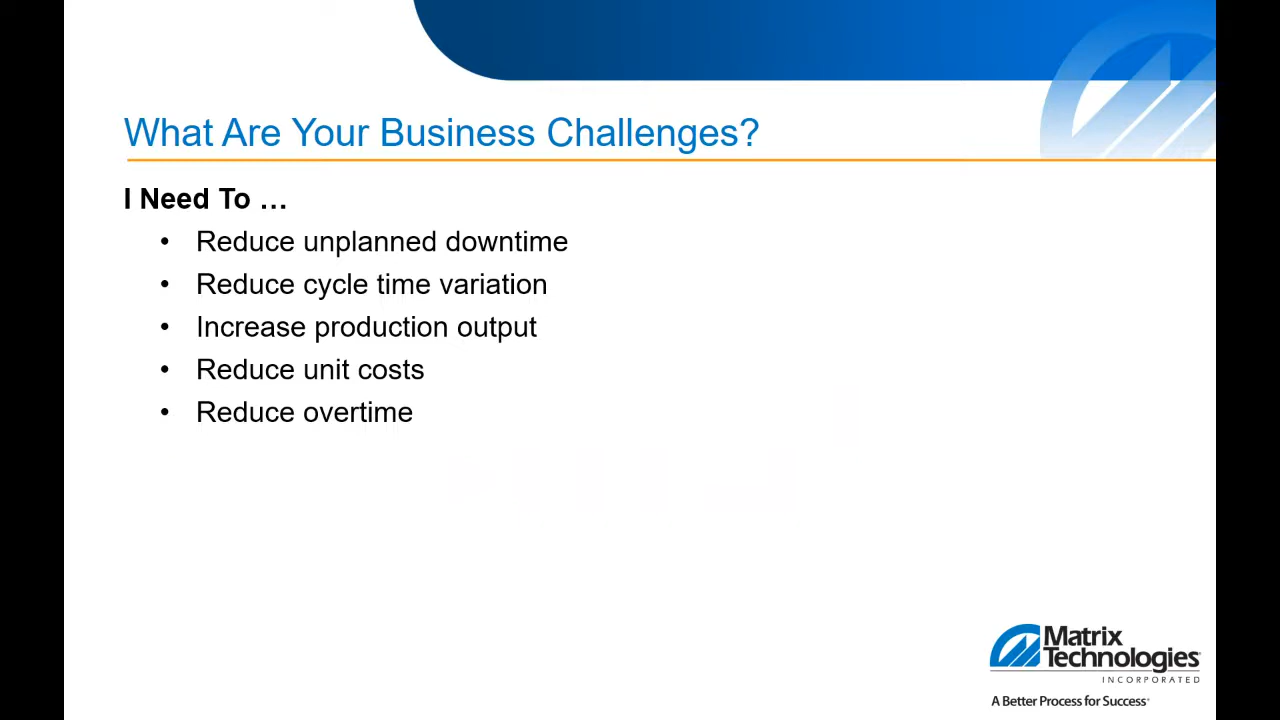 What Are Your Business Challenges?
I Need To …
• Reduce unplanned downtime
• Reduce cycle time variation
• Increase production output
• Reduce unit costs
• Reduce overtime
Matrix
Technologies
INCORPORATED
A Better Process for Success